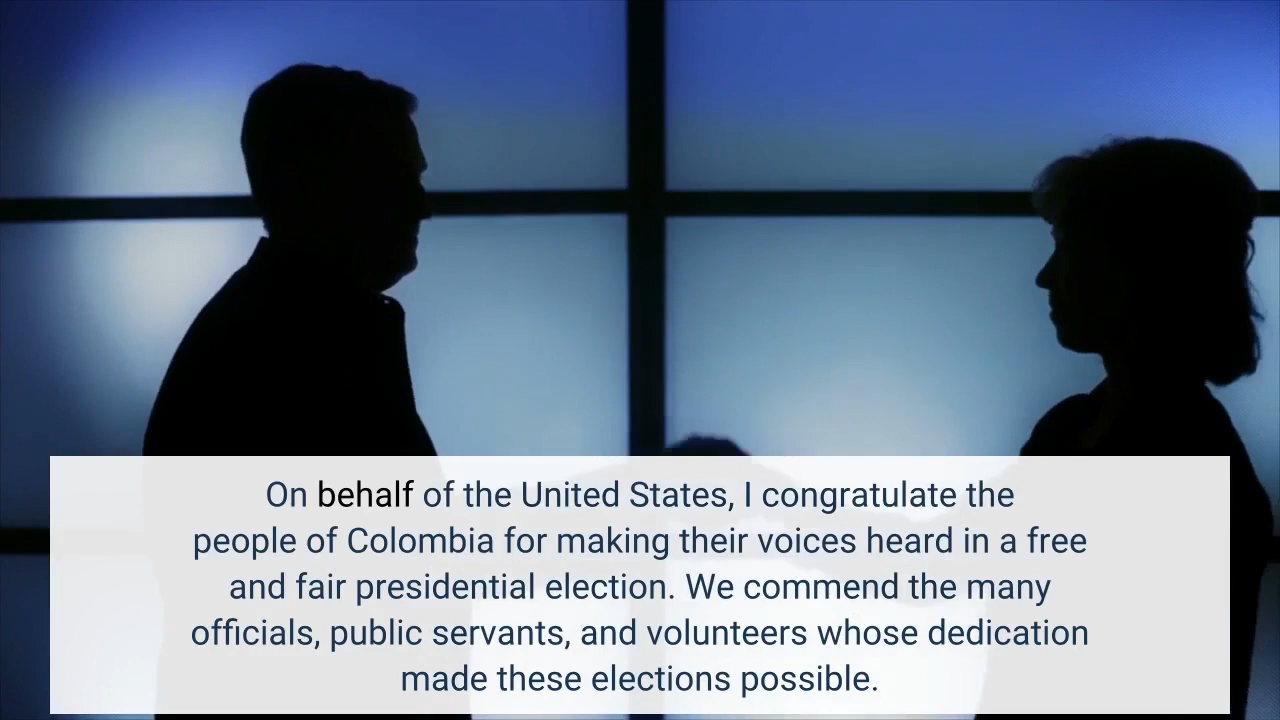 On behalf of the United States, I congratulate the
people of Colombia for making their voices heard in a free
and fair presidential election. We commend the many
officials, public servants, and volunteers whose dedication
made these elections possible.